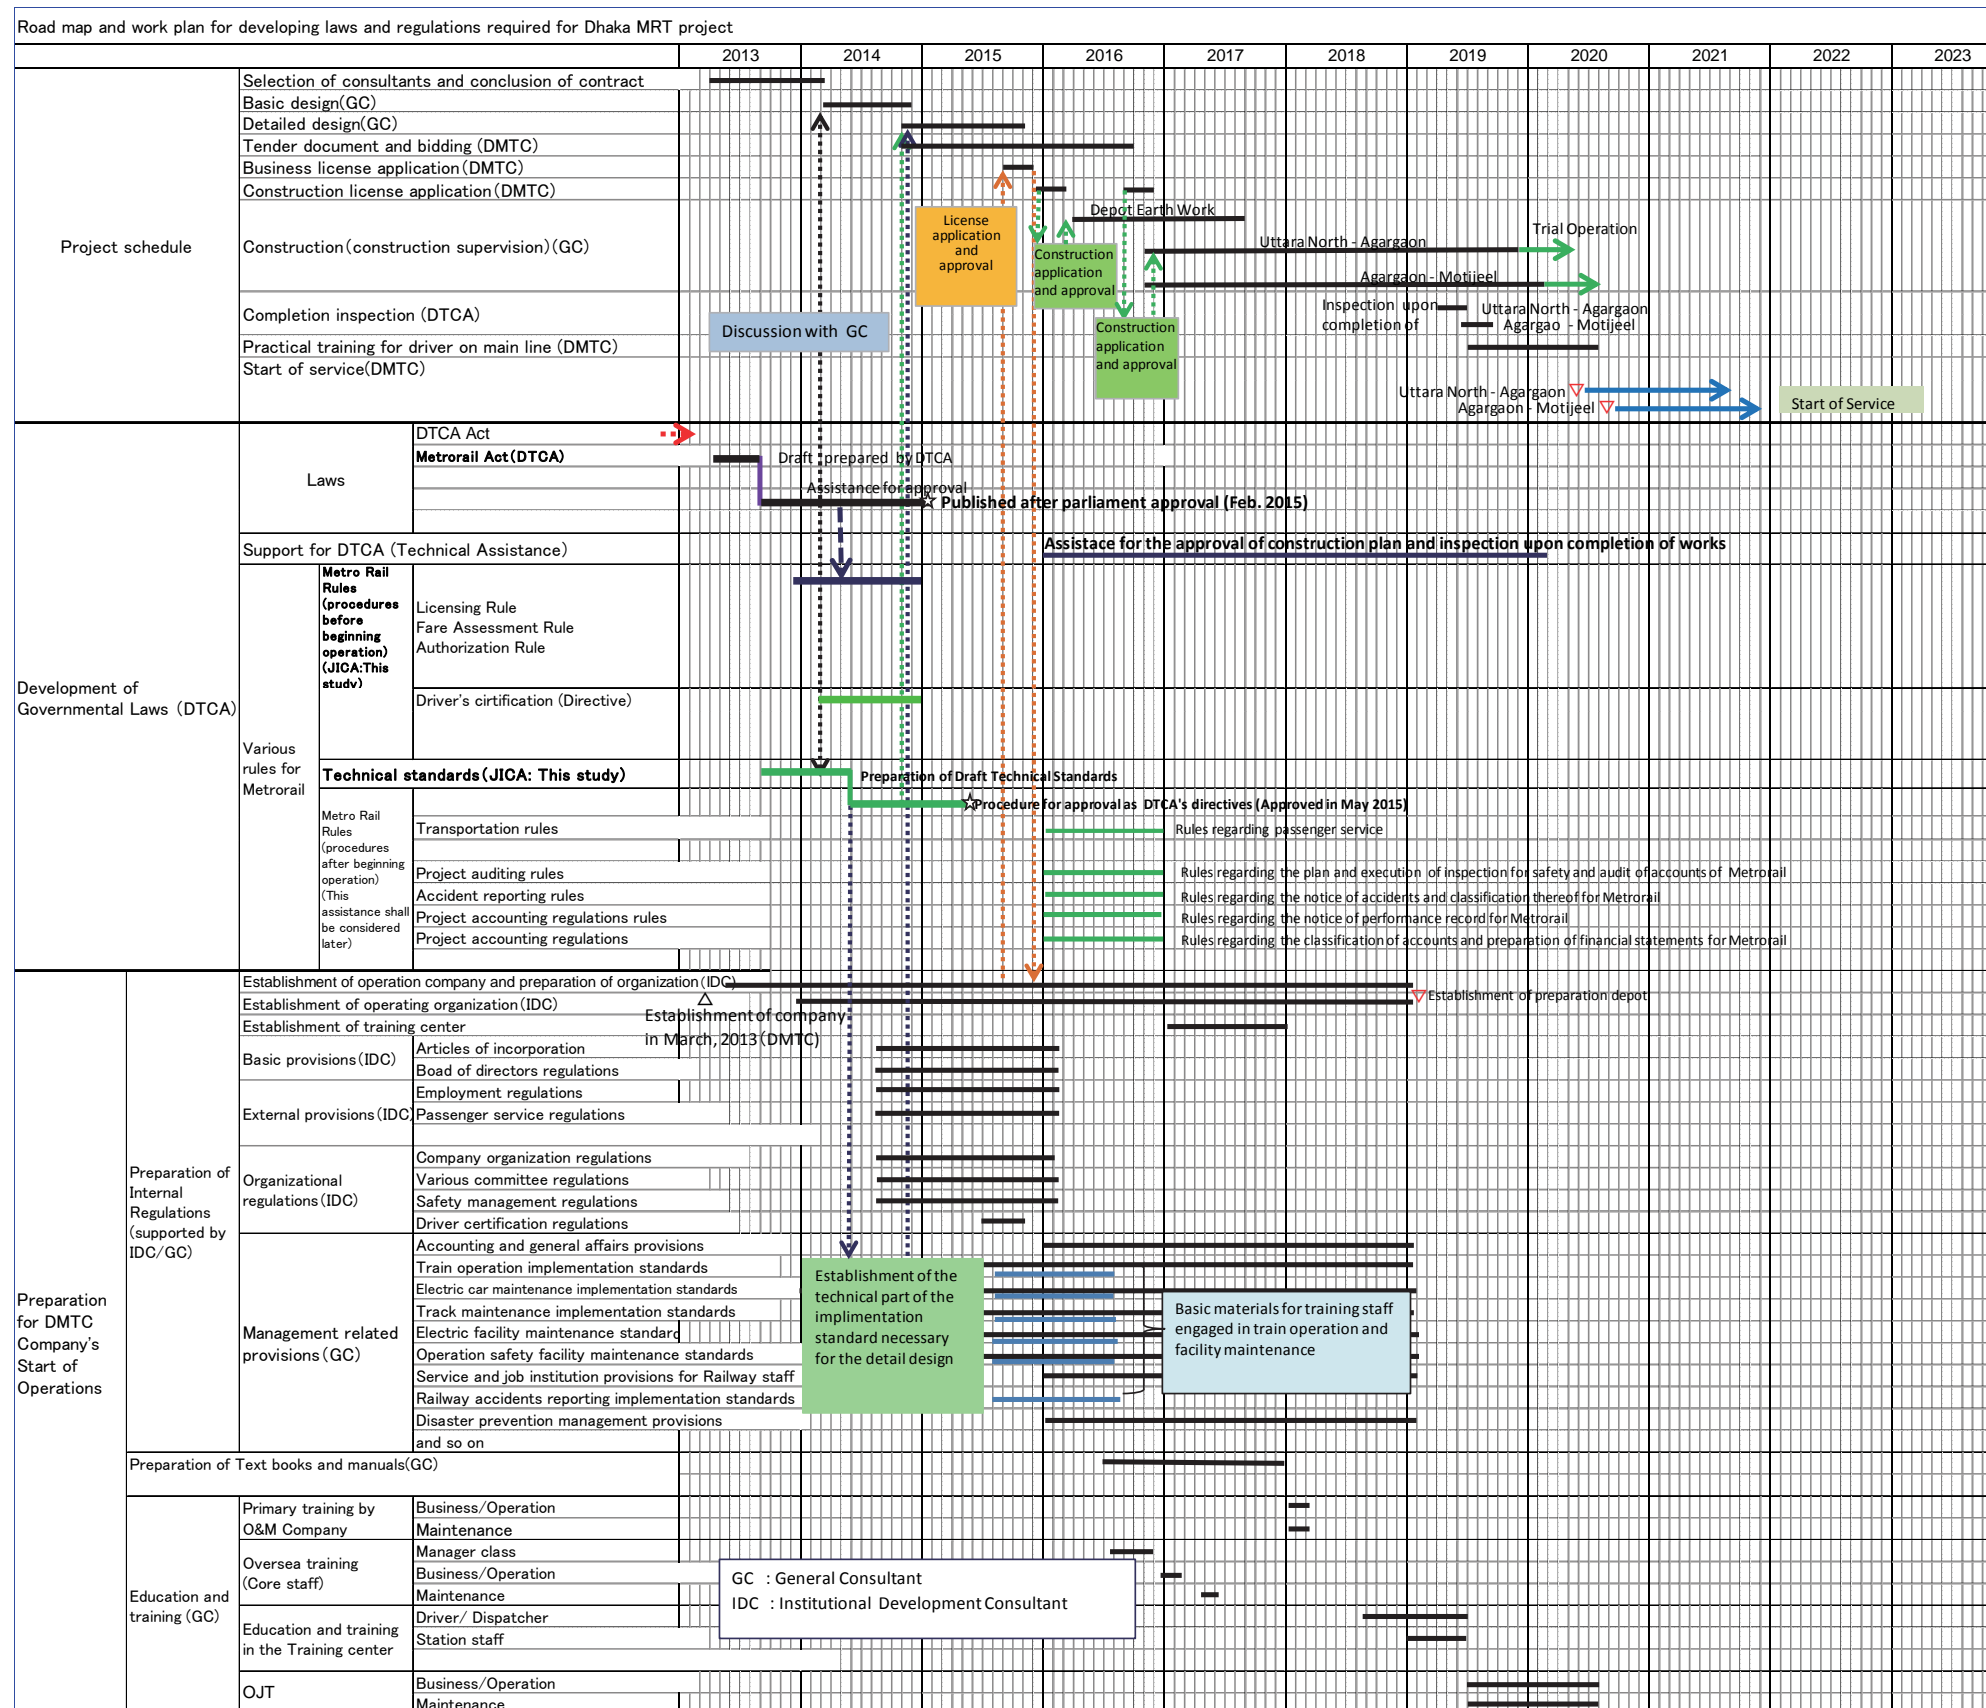 Road map and work plan for developing laws and regulations required for Dhaka MRT project
2013 2014 2015 2016 2017 2018 2019 2020 2021 2022 2023
Project schedule
Selection of consultants and conclusion of contract
Basic design(GC)
Detailed design(GC)
Tender document and bidding (DMTC)
Business license application(DMTC)
Construction license application(DMTC)
Construction(construction supervision)(GC)
Completion inspection (DTCA)
Practical training for driver on main line (DMTC)
Start of service(DMTC)
License
application
and
approval
Discussion with GC
Construction
application
and approval
Construction
application
and approval
Depot Earth Work
Uttara North - Agargaon
Trial Operation
Agargaon - Motijeel
Inspection upon
completion of
Uttara North - Agargaon
Agargao - Motijeel
Uttara North - Agargaon
Agargaon - Motijeel
Start of Service
Development of
Governmental Laws (DTCA)
Laws
DTCA Act
Metrorail Act(DTCA)
Draft prepared by DTCA
Assistance for approval
Published after parliament approval (Feb. 2015)
Support for DTCA (Technical Assistance)
Assistace for the approval of construction plan and inspection upon completion of works
Various
rules for
Metrorail
Metro Rail
Rules
(procedures
before
beginning
operation)
(JICA:This
study)
Licensing Rule
Fare Assessment Rule
Authorization Rule
Driver's cirtification (Directive)
Technical standards(JICA: This study)
Preparation of Draft Technical Standards
Procedure for approval as DTCA's directives (Approved in May 2015)
Metro Rail
Rules
(procedures
after beginning
operation)
(This
assistance shall
be considered
later)
Transportation rules
Rules regarding passenger service
Project auditing rules
Rules regarding the plan and execution of inspection for safety and audit of accounts of Metrorail
Accident reporting rules
Rules regarding the notice of accidents and classification thereof for Metrorail
Project accounting regulations rules
Rules regarding the notice of performance record for Metrorail
Project accounting regulations
Rules regarding the classification of accounts and preparation of financial statements for Metrorail
Preparation
for DMTC
Company's
Start of
Operations
Preparation of
Internal
Regulations
(supported by
IDC/GC)
Establishment of operation company and preparation of organization(IDC)
Establishment of operating organization(IDC)
Establishment of preparation depot
Establishment of company
in March, 2013(DMTC)
Establishment of training center
Basic provisions(IDC)
Articles of incorporation
Boad of directors regulations
External provisions(IDC)
Employment regulations
Passenger service regulations
Organizational
regulations(IDC)
Company organization regulations
Various committee regulations
Safety management regulations
Driver certification regulations
Management related
provisions(GC)
Accounting and general affairs provisions
Train operation implementation standards
Electric car maintenance implementation standards
Track maintenance implementation standards
Electric facility maintenance standard
Operation safety facility maintenance standards
Service and job institution provisions for Railway staff
Railway accidents reporting implementation standards
Disaster prevention management provisions
and so on
Establishment of the
technical part of the
implimentation
standard necessary
for the detail design
Basic materials for training staff
engaged in train operation and
facility maintenance
Preparation of Text books and manuals(GC)
Education and
training (GC)
Primary training by
O&M Company
Business/Operation
Maintenance
Oversea training
(Core staff)
Manager class
Business/Operation
Maintenance
Education and training
in the Training center
Driver/ Dispatcher
Station staff
OJT
Business/Operation
Maintenance
GC : General Consultant
IDC : Institutional Development Consultant